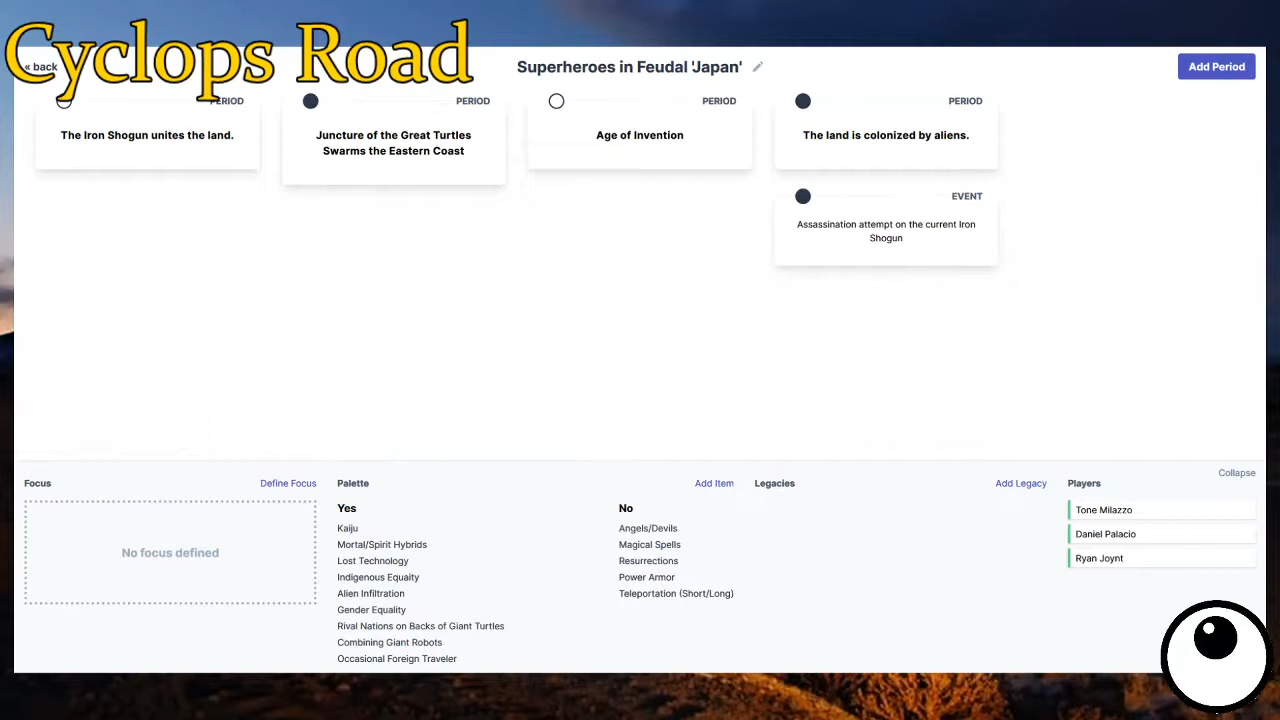 Cyclops Road
« back
Superheroes in Feudal 'Japan'
Add Period
PERIOD
The Iron Shogun unites the land.
PERIOD
Juncture of the Great Turtles
Swarms the Eastern Coast
PERIOD
Age of Invention
PERIOD
The land is colonized by aliens.
EVENT
Assassination attempt on the current Iron
Shogun
Collapse
Focus
Define Focus
No focus defined
Palette
Add Item
Yes
Kaiju
Mortal/Spirit Hybrids
Lost Technology
Indigenous Equaity
Alien Infiltration
Gender Equality
Rival Nations on Backs of Giant Turtles
Combining Giant Robots
Occasional Foreign Traveler
No
Angels/Devils
Magical Spells
Resurrections
Power Armor
Teleportation (Short/Long)
Legacies
Add Legacy
Players
Tone Milazzo
Daniel Palacio
Ryan Joynt